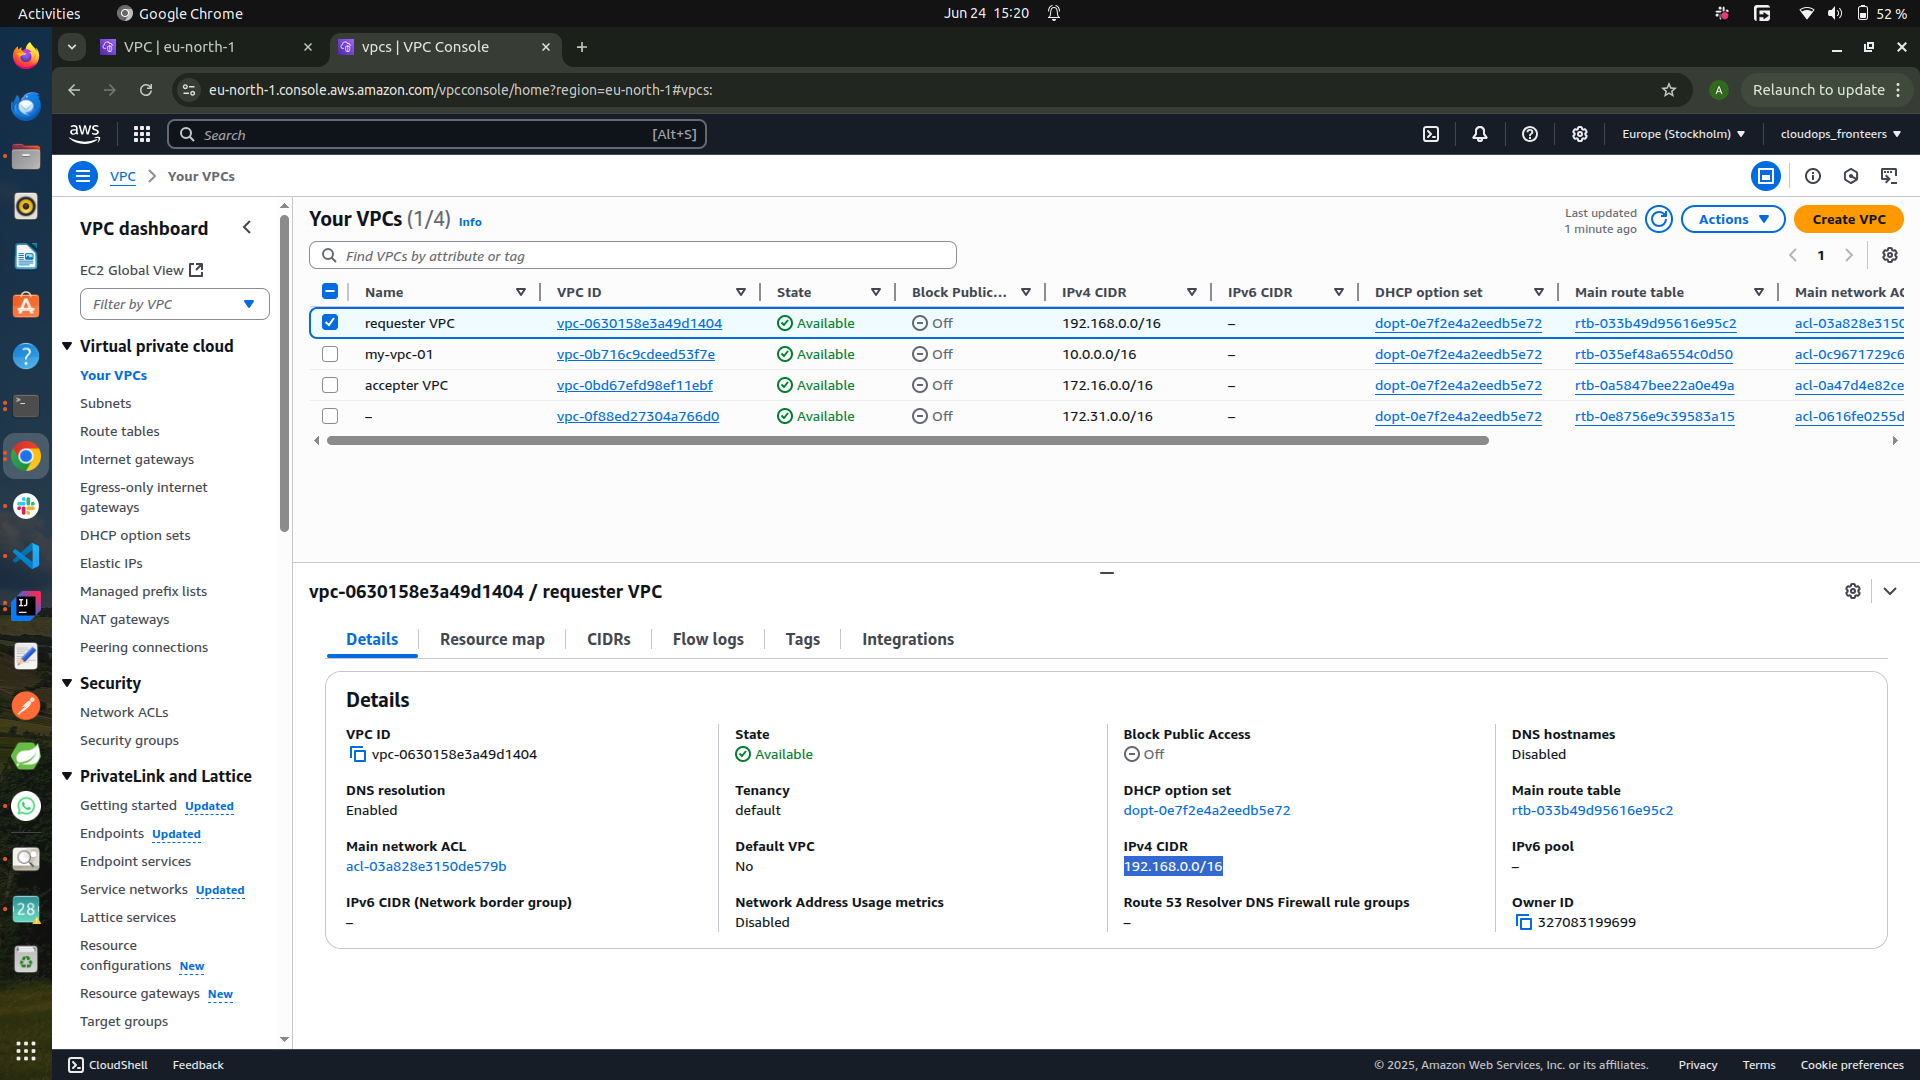 Activities
Google Chrome
Jun 24 15:20
52 %
VPC | eu-north-1
vpcs | VPC Console
eu-north-1.console.aws.amazon.com/vpcconsole/home?region=eu-north-1#vpcs:
A
Relaunch to update
aws
Search
[Alt+S]
Europe (Stockholm)
cloudops_fronteers
VPC
Your VPCs
VPC dashboard
EC2 Global View
Filter by VPC
Virtual private cloud
Your VPCs
Subnets
Route tables
Internet gateways
Egress-only internet
gateways
DHCP option sets
Elastic IPs
Managed prefix lists
NAT gateways
Peering connections
Security
Network ACLs
Security groups
PrivateLink and Lattice
Getting started Updated
Endpoints Updated
Endpoint services
Service networks Updated
Lattice services
Resource
configurations New
Resource gateways New
Target groups
Your VPCs (1/4) Info
Last updated
1 minute ago
Actions
Create VPC
Find VPCs by attribute or tag
1
Name VPC ID State Block Public... IPv4 CIDR IPv6 CIDR DHCP option set Main route table Main network AC
requester VPC vpc-0630158e3a49d1404 Available Off 192.168.0.0/16 – dopt-0e7f2e4a2eedb5e72 rtb-033b49d95616e95c2 acl-03a828e3150
my-vpc-01 vpc-0b716c9cdeed53f7e Available Off 10.0.0.0/16 – dopt-0e7f2e4a2eedb5e72 rtb-035ef48a6554c0d50 acl-0c9671729c6
accepter VPC vpc-0bd67efd98ef11ebf Available Off 172.16.0.0/16 – dopt-0e7f2e4a2eedb5e72 rtb-0a5847bee22a0e49a acl-0a47d4e82ce
– vpc-0f88ed27304a766d0 Available Off 172.31.0.0/16 – dopt-0e7f2e4a2eedb5e72 rtb-0e8756e9c39583a15 acl-0616fe0255d
vpc-0630158e3a49d1404 / requester VPC
Details Resource map CIDRs Flow logs Tags Integrations
Details
VPC ID
vpc-0630158e3a49d1404
State
Available
Block Public Access
Off
DNS hostnames
Disabled
DNS resolution
Enabled
Tenancy
default
DHCP option set
dopt-0e7f2e4a2eedb5e72
Main route table
rtb-033b49d95616e95c2
Main network ACL
acl-03a828e3150de579b
Default VPC
No
IPv4 CIDR
192.168.0.0/16
IPv6 pool
–
IPv6 CIDR (Network border group)
–
Network Address Usage metrics
Disabled
Route 53 Resolver DNS Firewall rule groups
–
Owner ID
327083199699
28
CloudShell
Feedback
© 2025, Amazon Web Services, Inc. or its affiliates.
Privacy
Terms
Cookie preferences